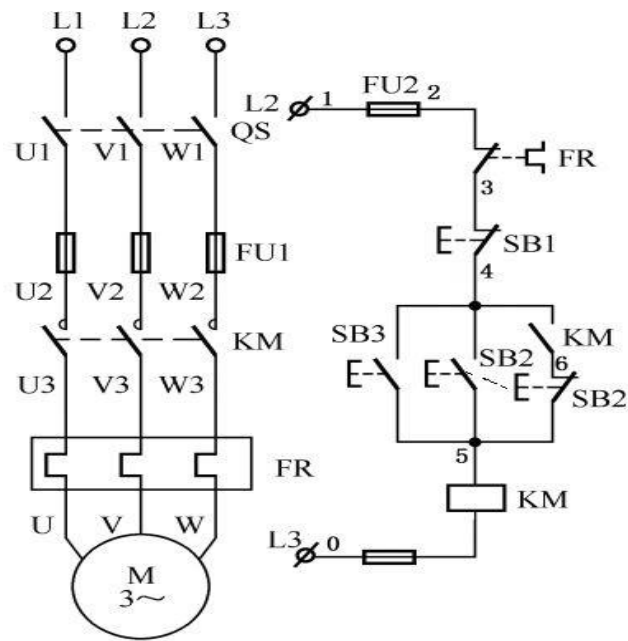 L1 L2 L3
L2 1 FU2 2
QS
U1 V1 W1
FR
3
SB1
4
FU1
U2 V2 W2
KM
SB3 SB2 KM
6
SB2
U3 V3 W3
5
FR
KM
U V W
L3 0
M
3~